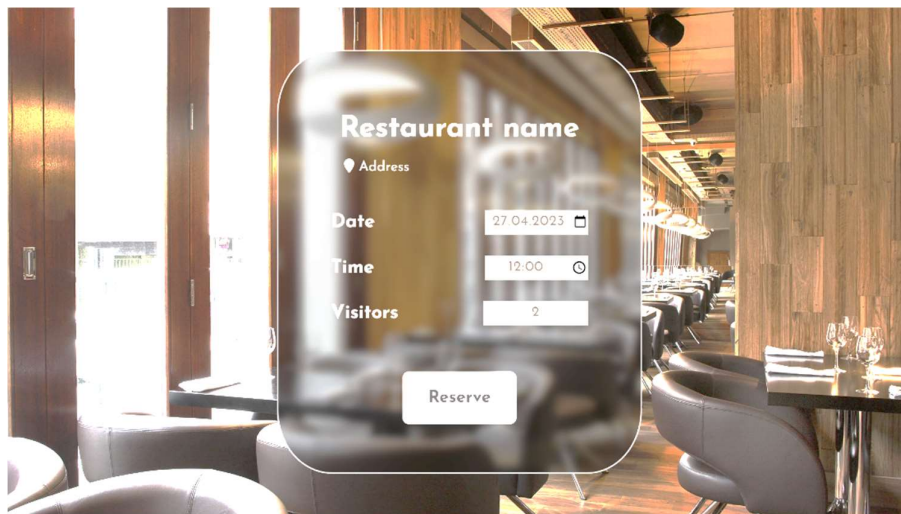 Restaurant name
Address
Date 27.04.2023
Time 12:00
Visitors 2
Reserve